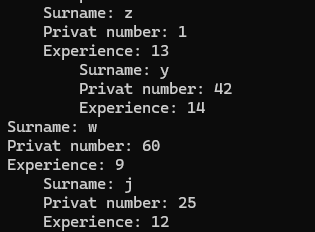 Surname: z
Privat number: 1
Experience: 13
Surname: y
Privat number: 42
Experience: 14
Surname: w
Privat number: 60
Experience: 9
Surname: j
Privat number: 25
Experience: 12